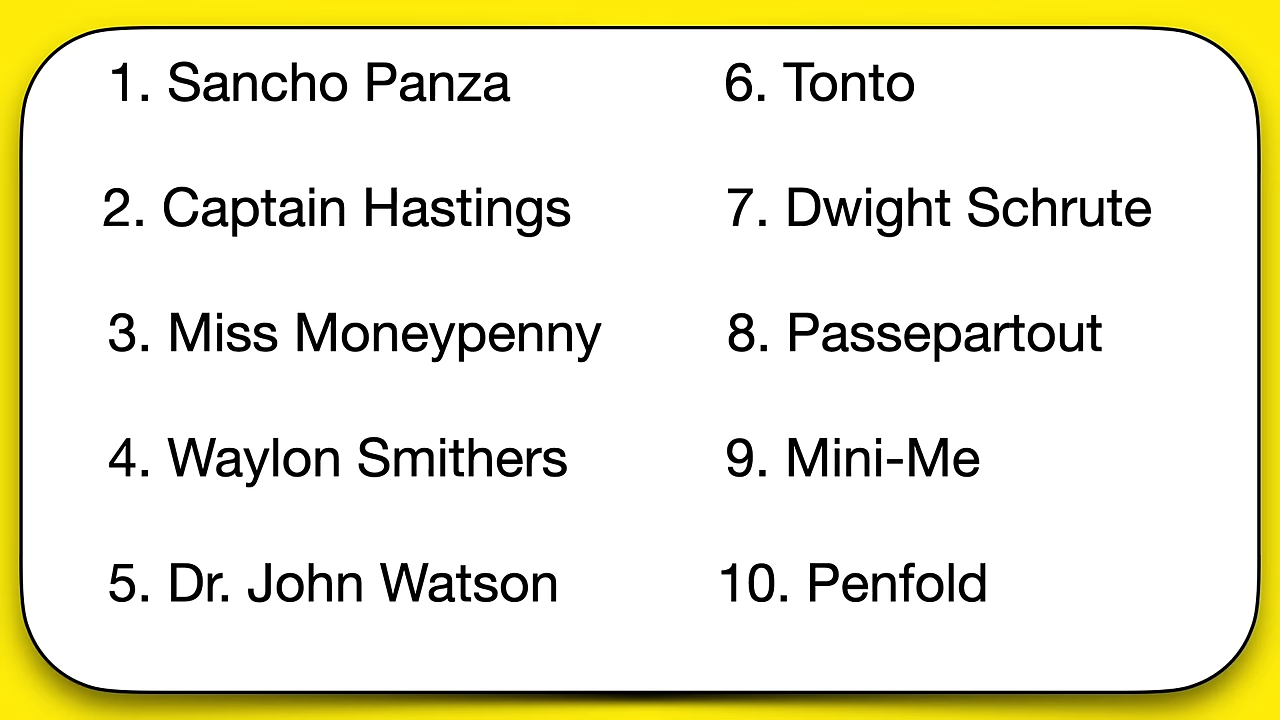 1. Sancho Panza
2. Captain Hastings
3. Miss Moneypenny
4. Waylon Smithers
5. Dr. John Watson
6. Tonto
7. Dwight Schrute
8. Passepartout
9. Mini-Me
10. Penfold